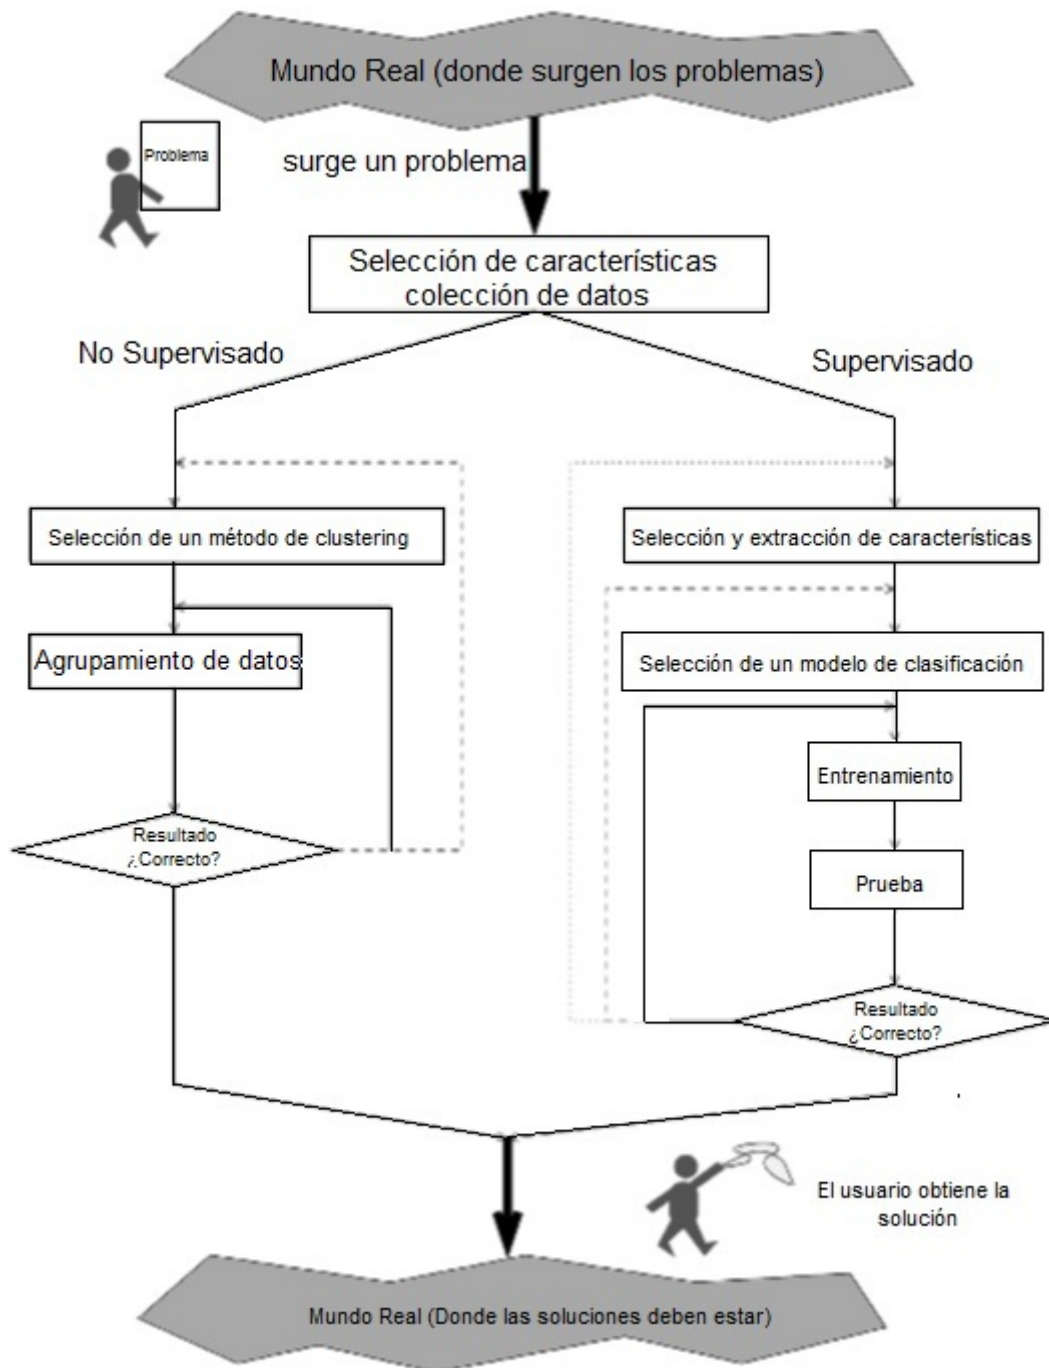 Mundo Real (donde surgen los problemas)
Problema
surge un problema
Selección de características
colección de datos
No Supervisado
Supervisado
Selección de un método de clustering
Selección y extracción de características
Agrupamiento de datos
Selección de un modelo de clasificación
Entrenamiento
Resultado
¿Correcto?
Prueba
Resultado
¿Correcto?
El usuario obtiene la
solución
Mundo Real (Donde las soluciones deben estar)